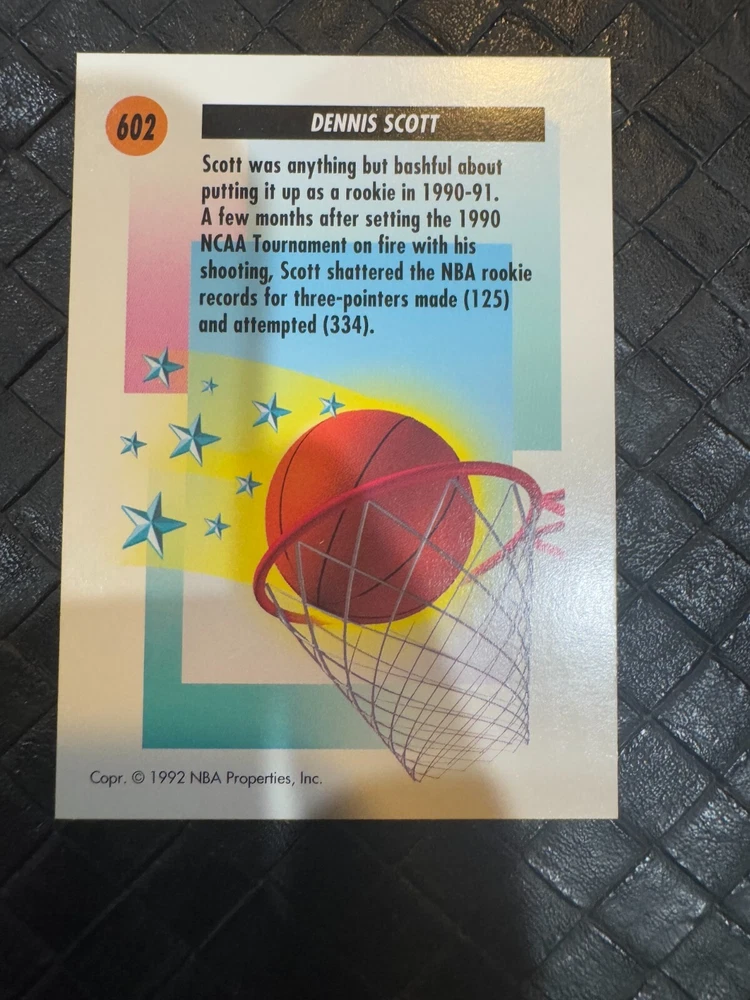 602
DENNIS SCOTT
Scott was anything but bashful about
putting it up as a rookie in 1990-91.
A few months after setting the 1990
NCAA Tournament on fire with his
shooting, Scott shattered the NBA rookie
records for three-pointers made (125)
and attempted (334).
Copr. © 1992 NBA Properties, Inc.